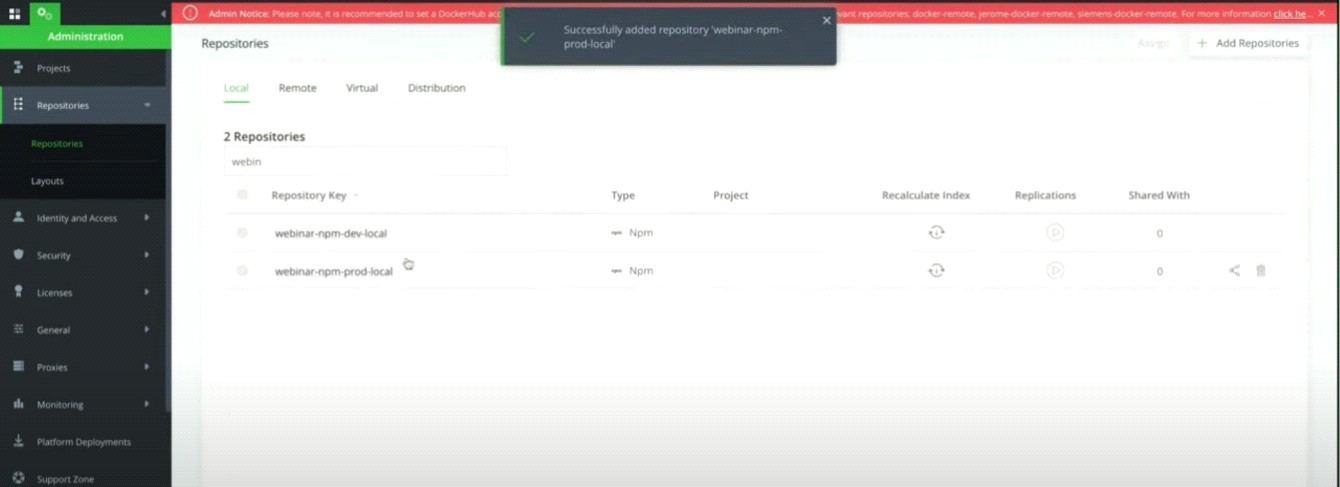 Admin Notice: Please note, it is recommended to set a DockerHub acc
vant repositories: docker-remote, jerome-docker-remote, siemens-docker-remote. For more information click he...
Successfully added repository 'webinar-npm-
prod-local'
Administration
Projects
Repositories
Repositories
Layouts
Identity and Access
Security
Licenses
General
Proxies
Monitoring
Platform Deployments
Support Zone
Repositories
Assign
+ Add Repositories
Local Remote Virtual Distribution
2 Repositories
webin
Repository Key Type Project Recalculate Index Replications Shared With
webinar-npm-dev-local Npm 0
webinar-npm-prod-local Npm 0